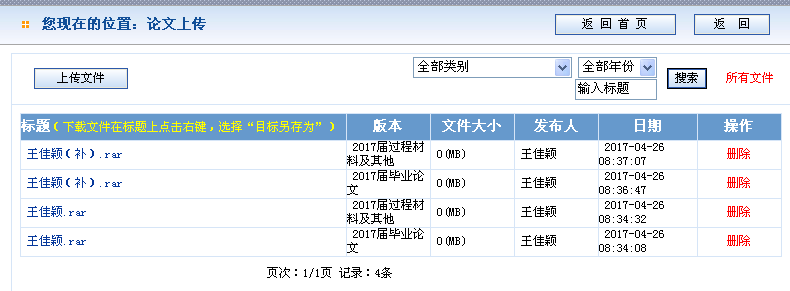 您现在的位置：论文上传
返 回 首 页
返 回
上传文件
全部类别
全部年份
输入标题
搜索
所有文件
标题（下载文件在标题上点击右键，选择“目标另存为”） 版本 文件大小 发布人 日期 操作
王佳颖（补）.rar 2017届过程材料及其他 0(MB) 王佳颖 2017-04-26 08:37:07 删除
王佳颖（补）.rar 2017届毕业论文 0(MB) 王佳颖 2017-04-26 08:36:47 删除
王佳颖.rar 2017届过程材料及其他 0(MB) 王佳颖 2017-04-26 08:34:32 删除
王佳颖.rar 2017届毕业论文 0(MB) 王佳颖 2017-04-26 08:34:08 删除
页次：1/1页 记录：4条